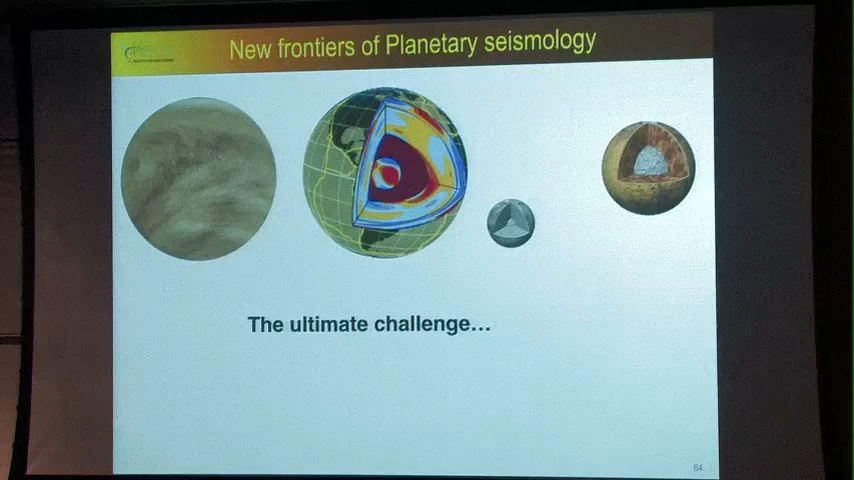 New frontiers of Planetary seismology
The ultimate challenge...
64